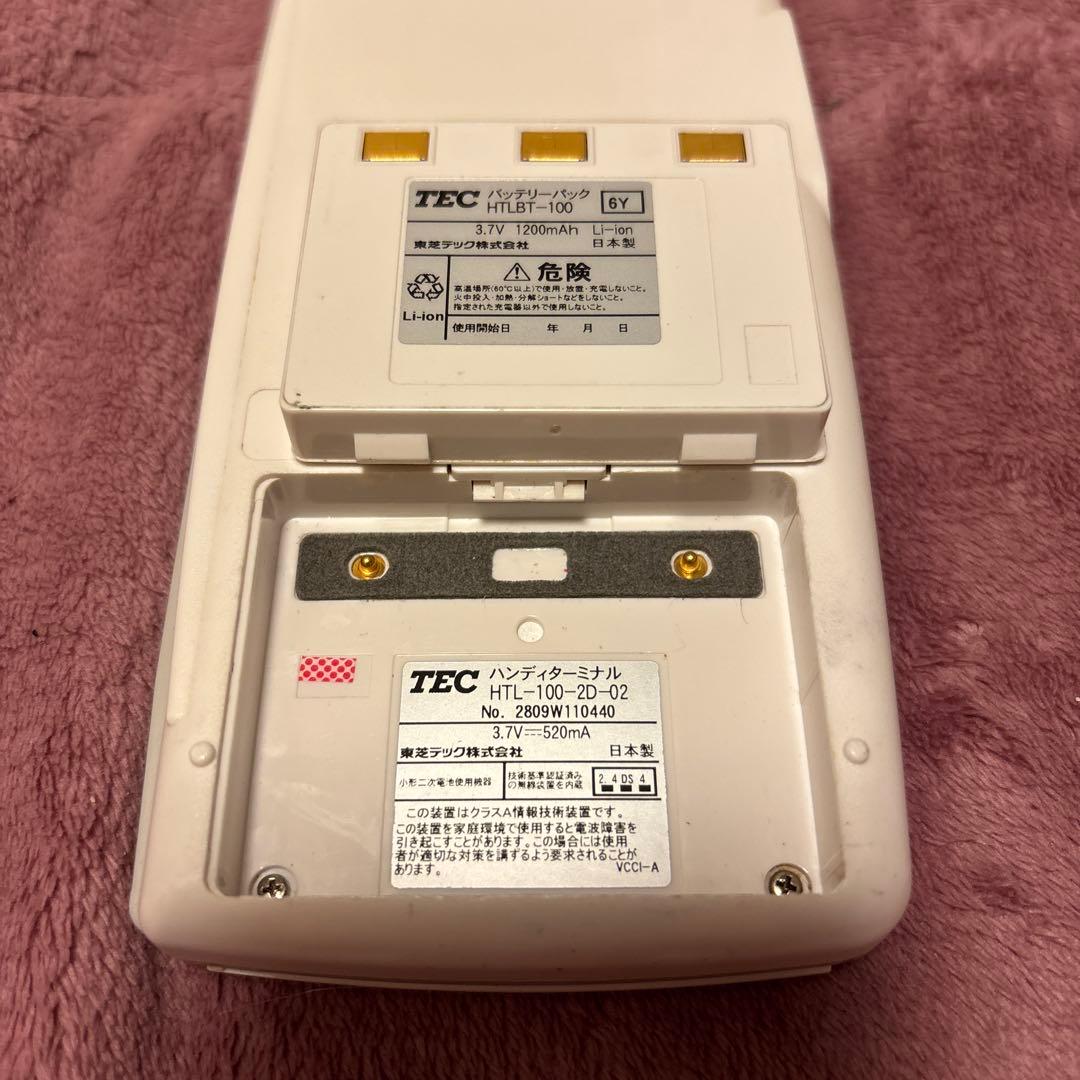 TEC バッテリーパック
HTLBT-100 6Y
3.7V 1200mAh Li-ion
東芝テック株式会社 日本製
⚠ 危険
高温場所(60℃以上)で使用・放置・充電しないこと。
火中投入・加熱・分解ショートなどをしないこと。
指定された充電器以外で使用しないこと。
Li-ion
使用開始日 年 月 日
TEC ハンディターミナル
HTL-100-2D-02
No. 2809W110440
3.7V⎓520mA
東芝テック株式会社 日本製
小形二次電池使用機器
技術基準認証済み
の無線装置を内蔵
2.4 DS 4
この装置はクラスA情報技術装置です。
この装置を家庭環境で使用すると電波障害を
引き起こすことがあります。この場合には使用
者が適切な対策を講ずるよう要求されることが
あります。 VCCI-A